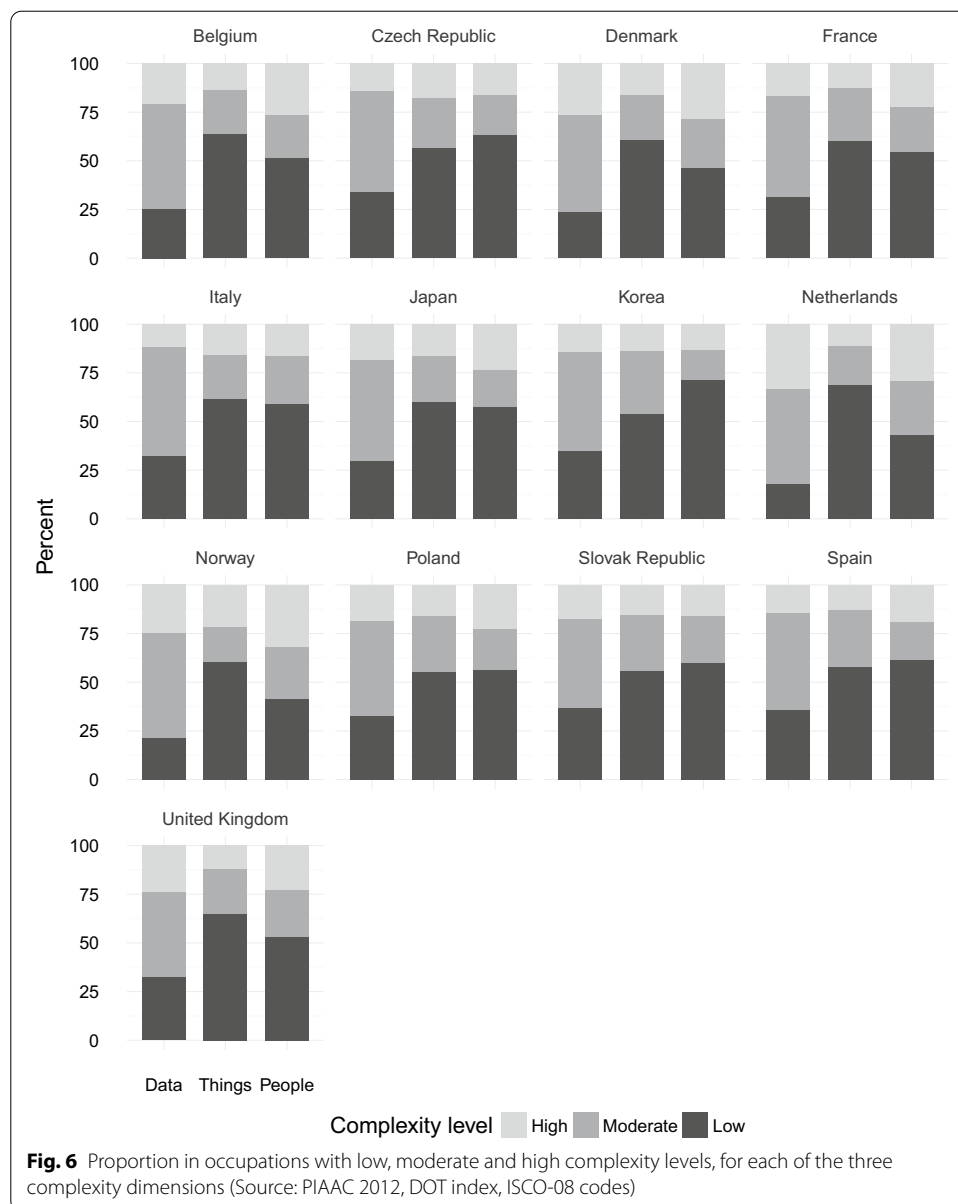 Belgium Czech Republic Denmark France
100
75
50
25
0
Italy Japan Korea Netherlands
100
75
50
25
0
Percent
Norway Poland Slovak Republic Spain
100
75
50
25
0
United Kingdom
100
75
50
25
0
Data Things People
Complexity level High Moderate Low
Fig. 6 Proportion in occupations with low, moderate and high complexity levels, for each of the three
complexity dimensions (Source: PIAAC 2012, DOT index, ISCO-08 codes)